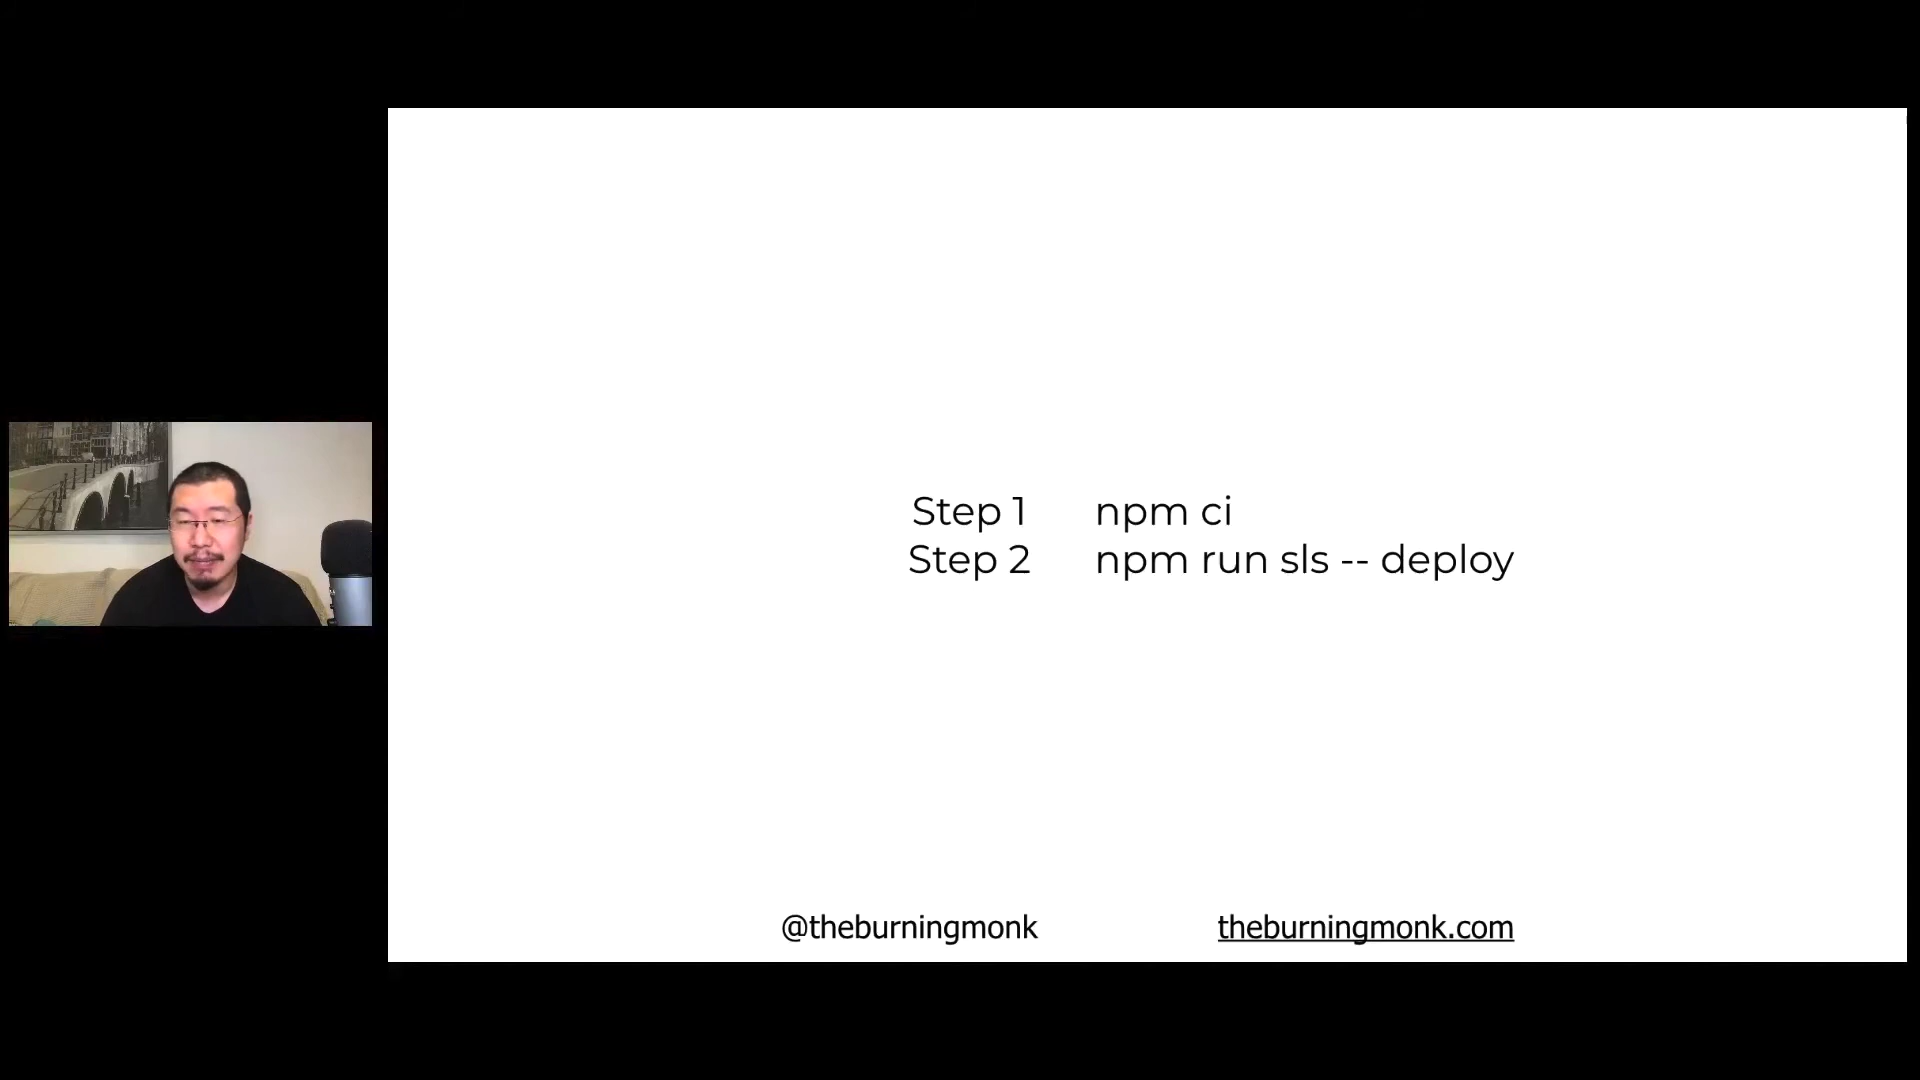 Step 1 npm ci
Step 2 npm run sls -- deploy
@theburningmonk theburningmonk.com